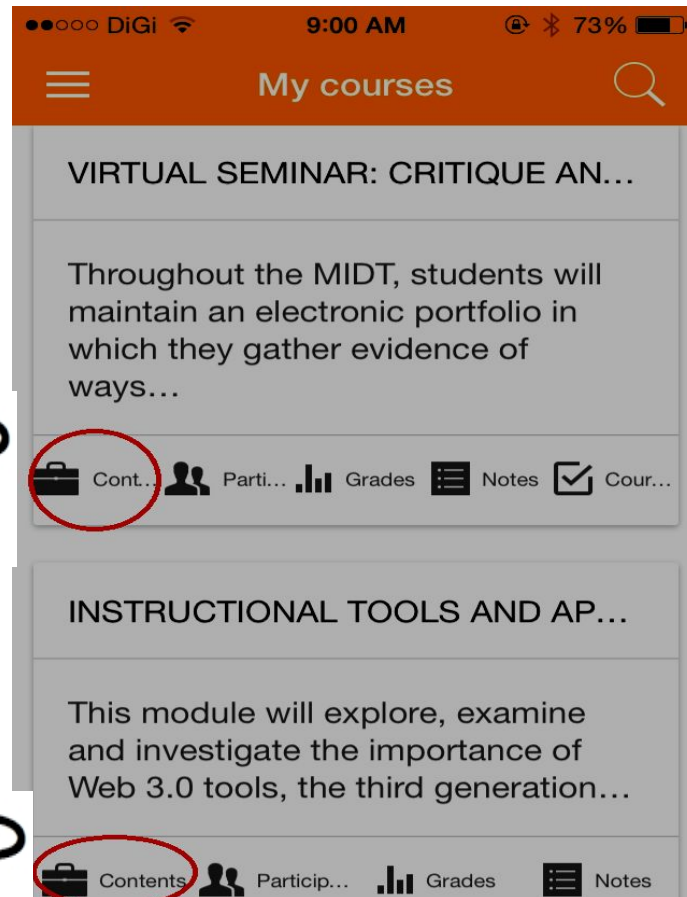 DiGi 9:00 AM 73%
My courses
VIRTUAL SEMINAR: CRITIQUE AN...
Throughout the MIDT, students will
maintain an electronic portfolio in
which they gather evidence of
ways...
Cont... Parti... Grades Notes Cour...
INSTRUCTIONAL TOOLS AND AP...
This module will explore, examine
and investigate the importance of
Web 3.0 tools, the third generation...
Contents Particip... Grades Notes